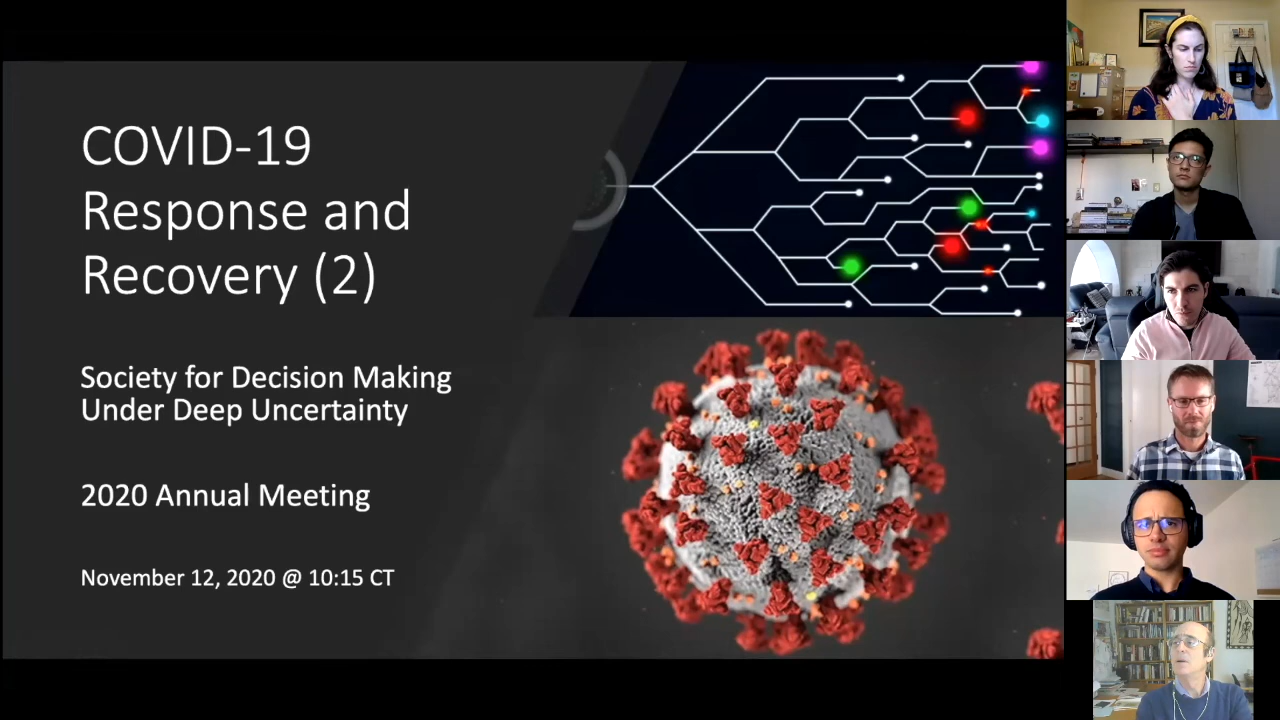 COVID-19
Response and
Recovery (2)
Society for Decision Making
Under Deep Uncertainty
2020 Annual Meeting
November 12, 2020 @ 10:15 CT